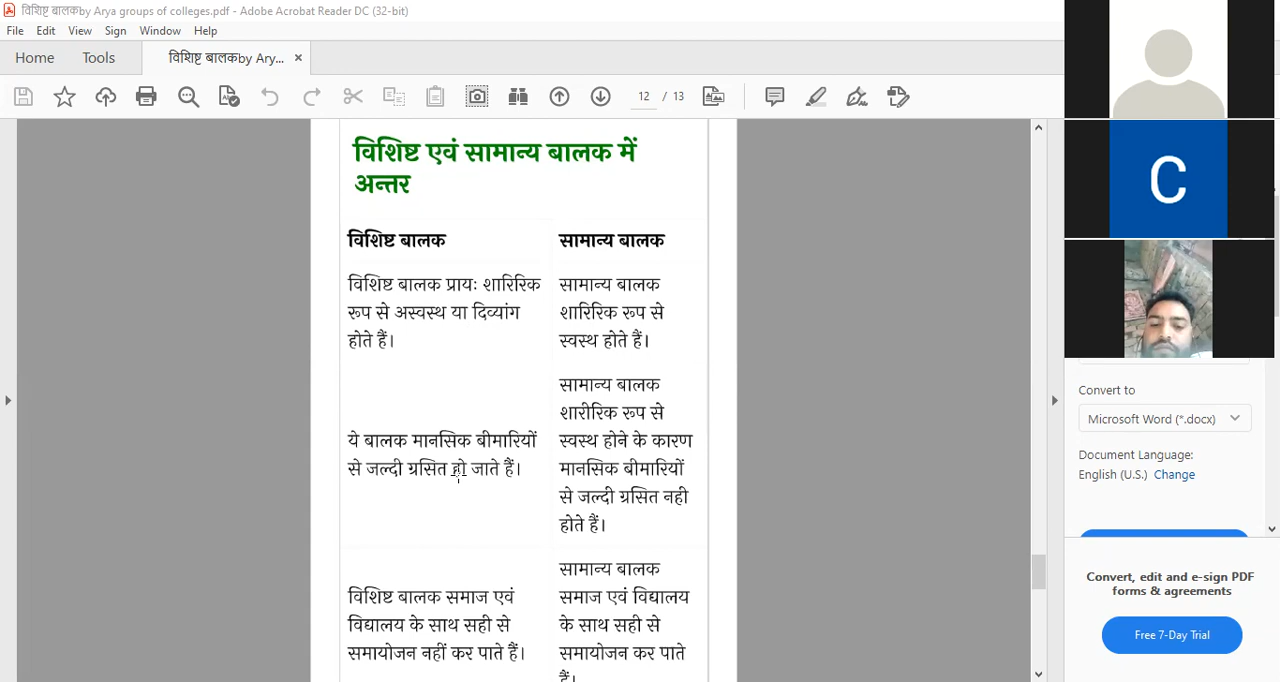 विशिष्ट बालकby Arya groups of colleges.pdf - Adobe Acrobat Reader DC (32-bit)
File Edit View Sign Window Help
Home Tools विशिष्ट बालकby Ary... ×
12 / 13
विशिष्ट एवं सामान्य बालक में
अन्तर
विशिष्ट बालक
सामान्य बालक
विशिष्ट बालक प्रायः शारिरिक
रूप से अस्वस्थ या दिव्यांग
होते हैं।
सामान्य बालक
शारिरिक रूप से
स्वस्थ होते हैं।
ये बालक मानसिक बीमारियों
से जल्दी ग्रसित हो जाते हैं।
सामान्य बालक
शारीरिक रूप से
स्वस्थ होने के कारण
मानसिक बीमारियों
से जल्दी ग्रसित नही
होते हैं।
विशिष्ट बालक समाज एवं
विद्यालय के साथ सही से
समायोजन नहीं कर पाते हैं।
सामान्य बालक
समाज एवं विद्यालय
के साथ सही से
समायोजन कर पाते
हैं।
C
Convert to
Microsoft Word (*.docx)
Document Language:
English (U.S.) Change
Convert, edit and e-sign PDF
forms & agreements
Free 7-Day Trial